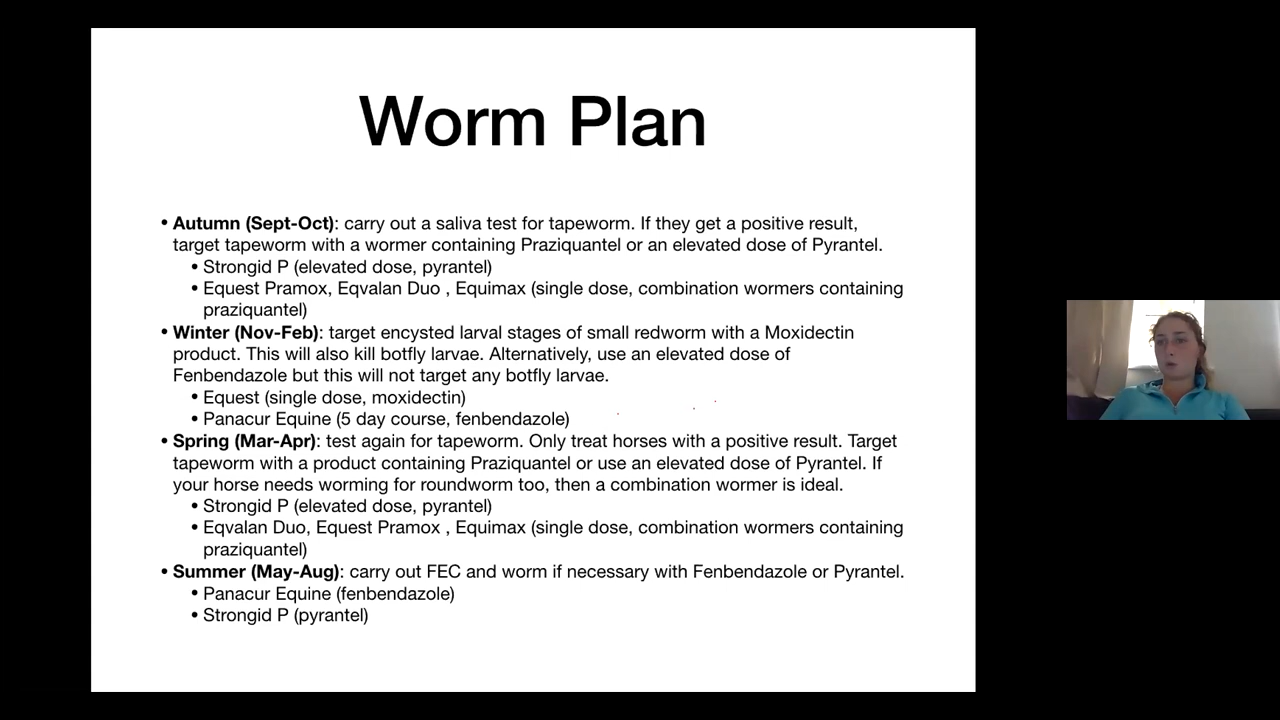 Worm Plan
• Autumn (Sept-Oct): carry out a saliva test for tapeworm. If they get a positive result,
target tapeworm with a wormer containing Praziquantel or an elevated dose of Pyrantel.
• Strongid P (elevated dose, pyrantel)
• Equest Pramox, Eqvalan Duo , Equimax (single dose, combination wormers containing
praziquantel)
• Winter (Nov-Feb): target encysted larval stages of small redworm with a Moxidectin
product. This will also kill botfly larvae. Alternatively, use an elevated dose of
Fenbendazole but this will not target any botfly larvae.
• Equest (single dose, moxidectin)
• Panacur Equine (5 day course, fenbendazole)
• Spring (Mar-Apr): test again for tapeworm. Only treat horses with a positive result. Target
tapeworm with a product containing Praziquantel or use an elevated dose of Pyrantel. If
your horse needs worming for roundworm too, then a combination wormer is ideal.
• Strongid P (elevated dose, pyrantel)
• Eqvalan Duo, Equest Pramox , Equimax (single dose, combination wormers containing
praziquantel)
• Summer (May-Aug): carry out FEC and worm if necessary with Fenbendazole or Pyrantel.
• Panacur Equine (fenbendazole)
• Strongid P (pyrantel)